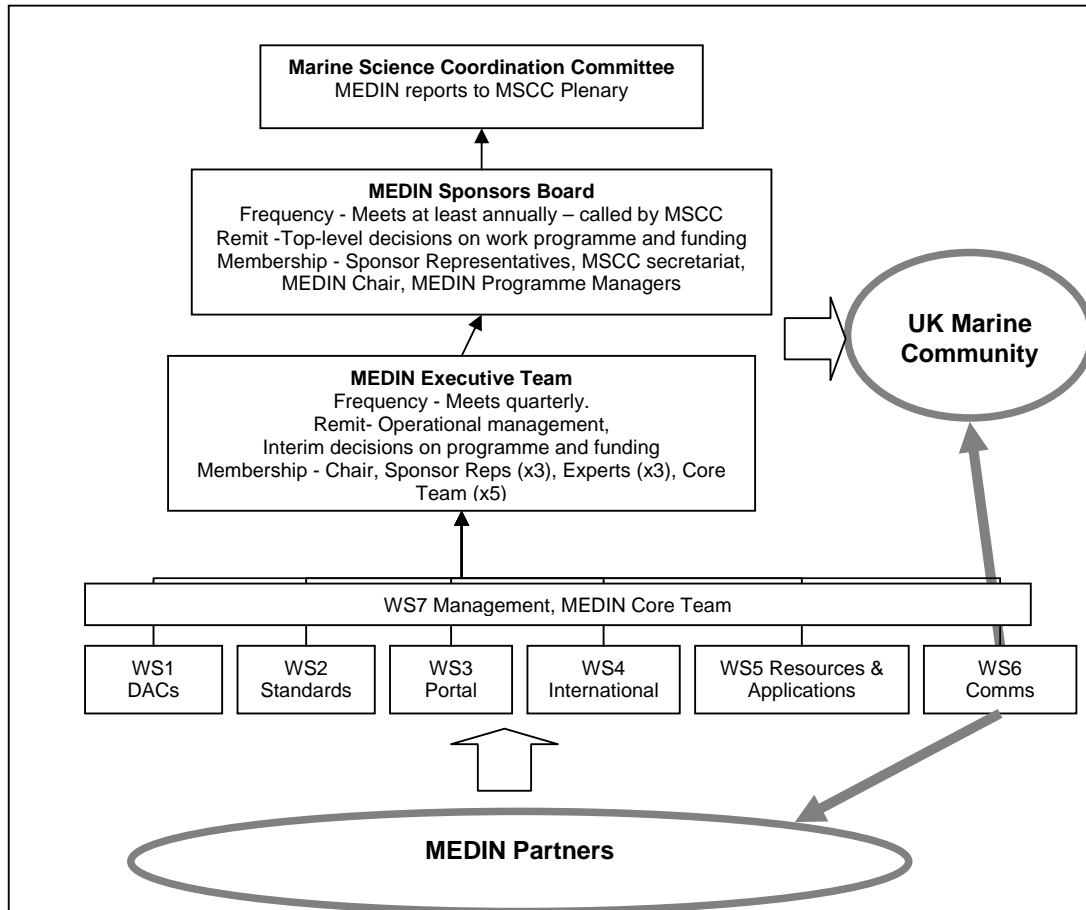 Marine Science Coordination Committee
MEDIN reports to MSCC Plenary
MEDIN Sponsors Board
Frequency - Meets at least annually – called by MSCC
Remit -Top-level decisions on work programme and funding
Membership - Sponsor Representatives, MSCC secretariat,
MEDIN Chair, MEDIN Programme Managers
UK Marine
Community
MEDIN Executive Team
Frequency - Meets quarterly.
Remit- Operational management,
Interim decisions on programme and funding
Membership - Chair, Sponsor Reps (x3), Experts (x3), Core
Team (x5)
WS7 Management, MEDIN Core Team
WS1
DACs
WS2
Standards
WS3
Portal
WS4
International
WS5 Resources &
Applications
WS6
Comms
MEDIN Partners